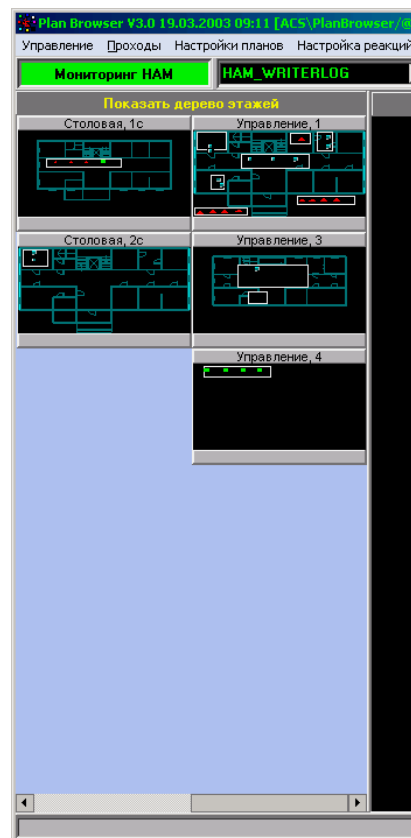 Plan Browser V3.0 19.03.2003 09:11 [ACS\PlanBrowser/@
Управление Проходы Настройки планов Настройка реакций
Мониторинг НАМ HAM_WRITERLOG
Показать дерево этажей
Столовая, 1с Управление, 1
Столовая, 2с Управление, 3
Управление, 4